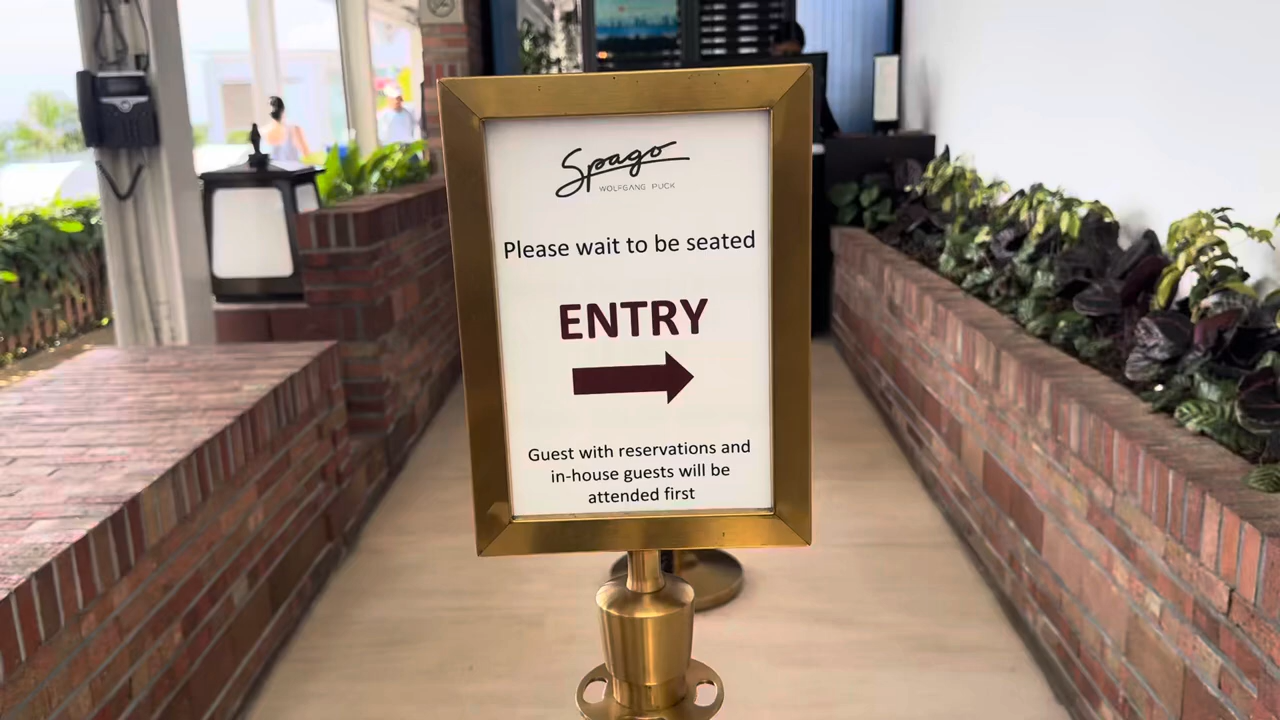 Spago
WOLFGANG PUCK
Please wait to be seated
ENTRY
Guest with reservations and
in-house guests will be
attended first